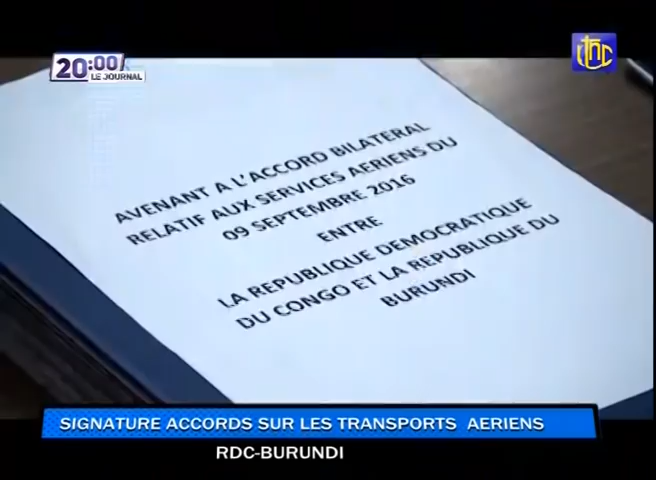 20:00'
LE JOURNAL
tnc
AVENANT A L'ACCORD BILATERAL
RELATIF AUX SERVICES AERIENS DU
09 SEPTEMBRE 2016
ENTRE
LA REPUBLIQUE DEMOCRATIQUE
DU CONGO ET LA REPUBLIQUE DU
BURUNDI
SIGNATURE ACCORDS SUR LES TRANSPORTS AERIENS
RDC-BURUNDI